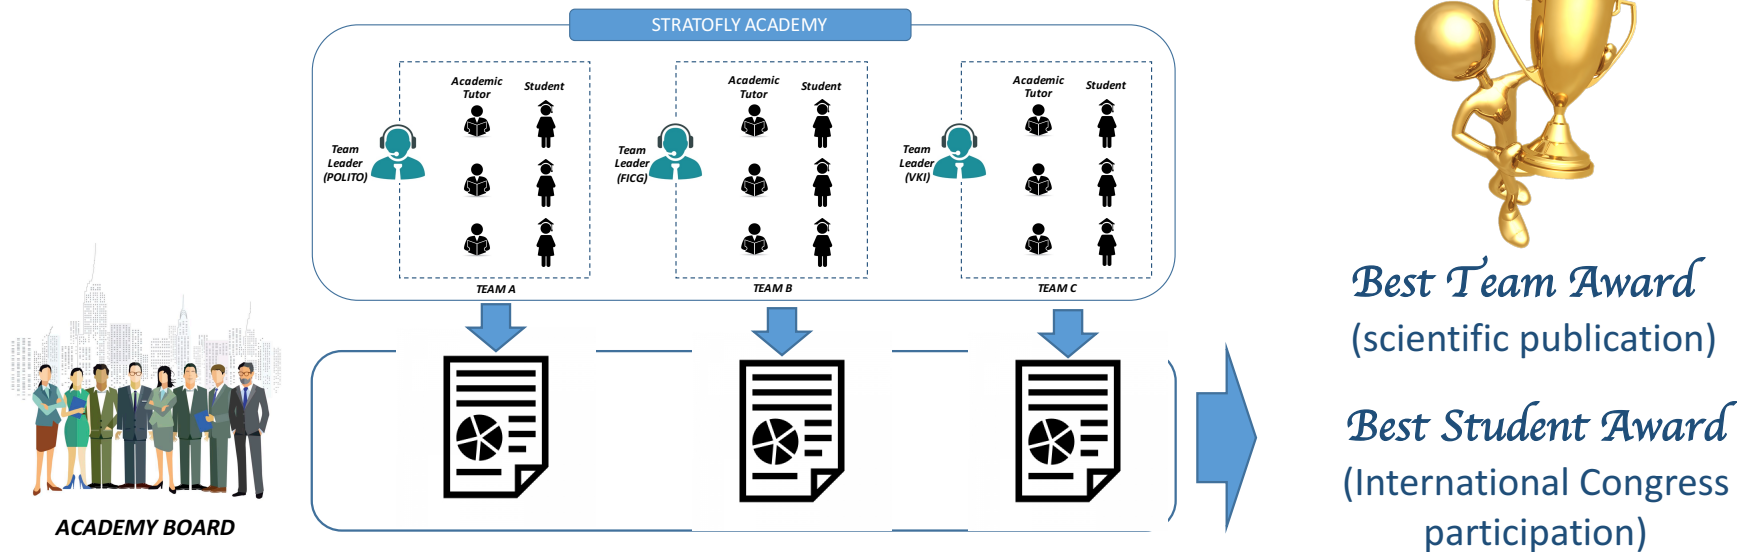 STRATOFLY ACADEMY
Academic
Tutor
Student
Team
Leader
(POLITO)
TEAM A
Academic
Tutor
Student
Team
Leader
(FICG)
TEAM B
Academic
Tutor
Student
Team
Leader
(VKI)
TEAM C
ACADEMY BOARD
Best Team Award
(scientific publication)
Best Student Award
(International Congress
participation)